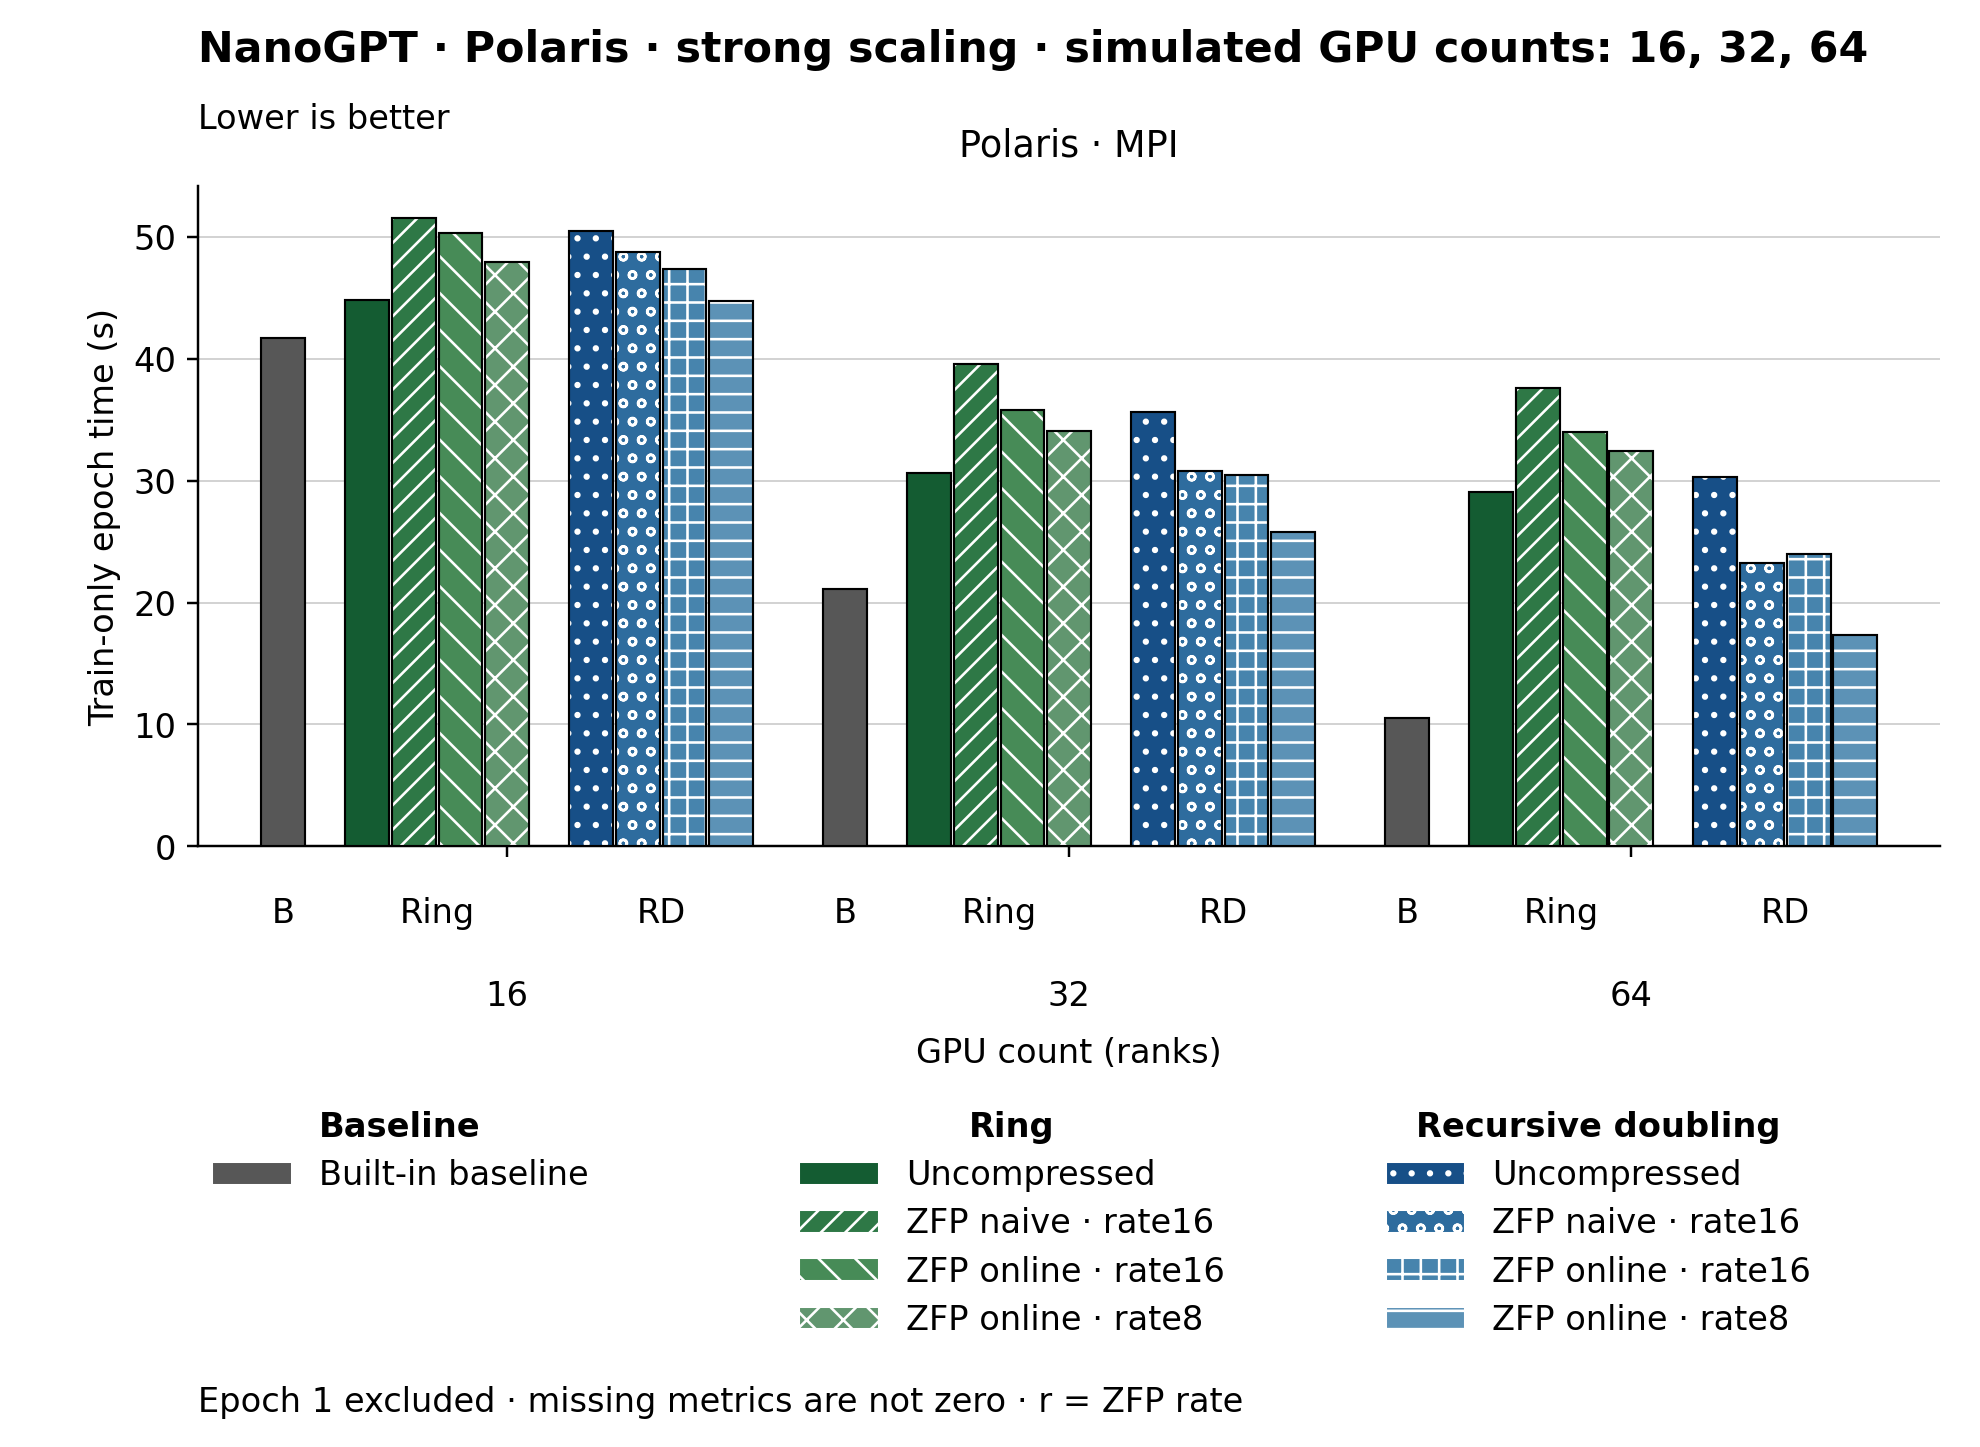 NanoGPT · Polaris · strong scaling · simulated GPU counts: 16, 32, 64
Lower is better
Polaris · MPI
Train-only epoch time (s)
50
40
30
20
10
0
B Ring RD B Ring RD B Ring RD
16 32 64
GPU count (ranks)
Baseline
Built-in baseline
Ring
Uncompressed
ZFP naive · rate16
ZFP online · rate16
ZFP online · rate8
Recursive doubling
Uncompressed
ZFP naive · rate16
ZFP online · rate16
ZFP online · rate8
Epoch 1 excluded · missing metrics are not zero · r = ZFP rate